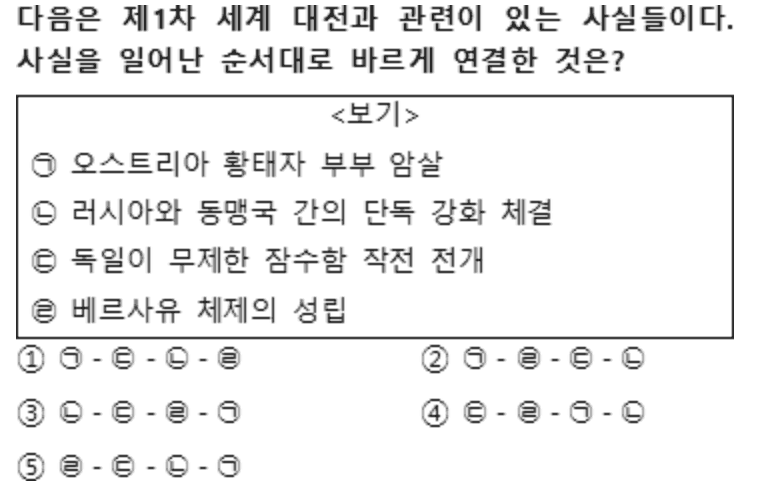 다음은 제1차 세계 대전과 관련이 있는 사실들이다.
사실을 일어난 순서대로 바르게 연결한 것은?
<보기>
㉠ 오스트리아 황태자 부부 암살
㉡ 러시아와 동맹국 간의 단독 강화 체결
㉢ 독일이 무제한 잠수함 작전 전개
㉣ 베르사유 체제의 성립
① ㉠ - ㉢ - ㉡ - ㉣ ② ㉠ - ㉣ - ㉢ - ㉡
③ ㉡ - ㉢ - ㉣ - ㉠ ④ ㉢ - ㉣ - ㉠ - ㉡
⑤ ㉣ - ㉢ - ㉡ - ㉠